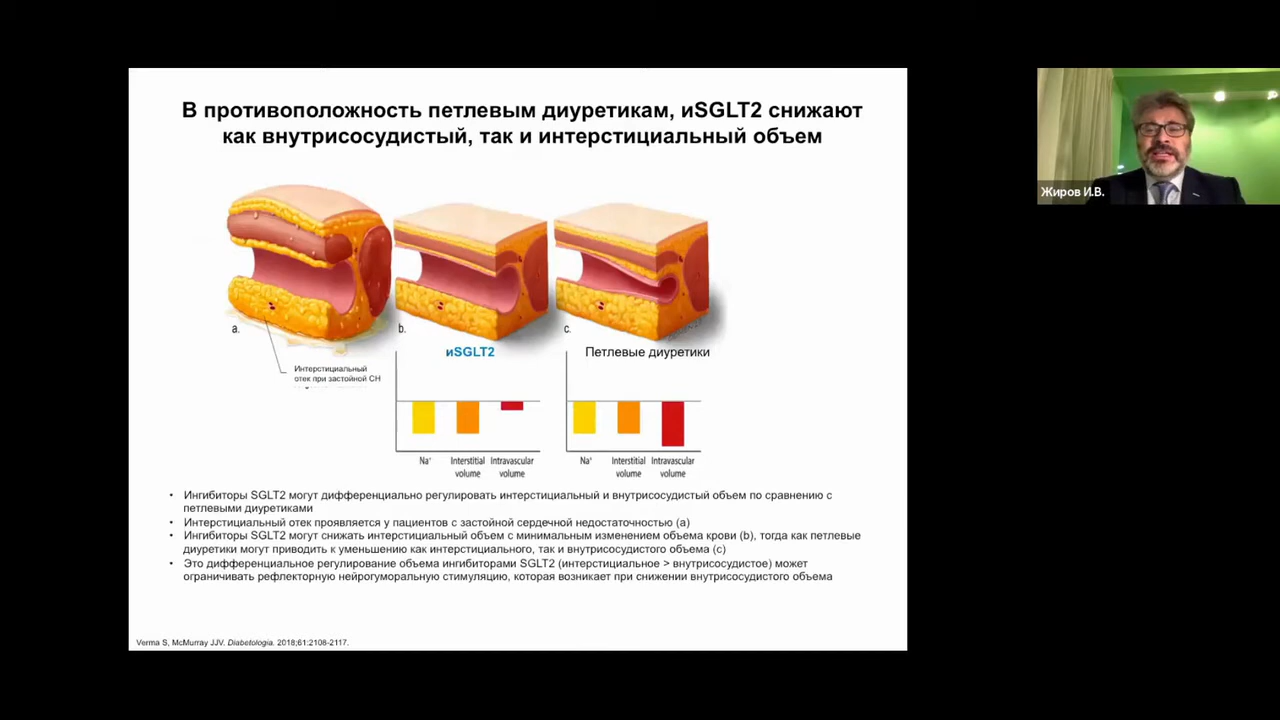 В противоположность петлевым диуретикам, иSGLT2 снижают
как внутрисосудистый, так и интерстициальный объем
Жиров И.В.
a.
b.
c.
иSGLT2
Петлевые диуретики
Интерстициальный
отек при застойной СН
Na⁺
Interstitial
volume
Intravascular
volume
Na⁺
Interstitial
volume
Intravascular
volume
• Ингибиторы SGLT2 могут дифференциально регулировать интерстициальный и внутрисосудистый объем по сравнению с
петлевыми диуретиками
• Интерстициальный отек проявляется у пациентов с застойной сердечной недостаточностью (a)
• Ингибиторы SGLT2 могут снижать интерстициальный объем с минимальным изменением объема крови (b), тогда как петлевые
диуретики могут приводить к уменьшению как интерстициального, так и внутрисосудистого объема (c)
• Это дифференциальное регулирование объема ингибиторами SGLT2 (интерстициальное > внутрисосудистое) может
ограничивать рефлекторную нейрогуморальную стимуляцию, которая возникает при снижении внутрисосудистого объема
Verma S, McMurray JJV. Diabetologia. 2018;61:2108-2117.